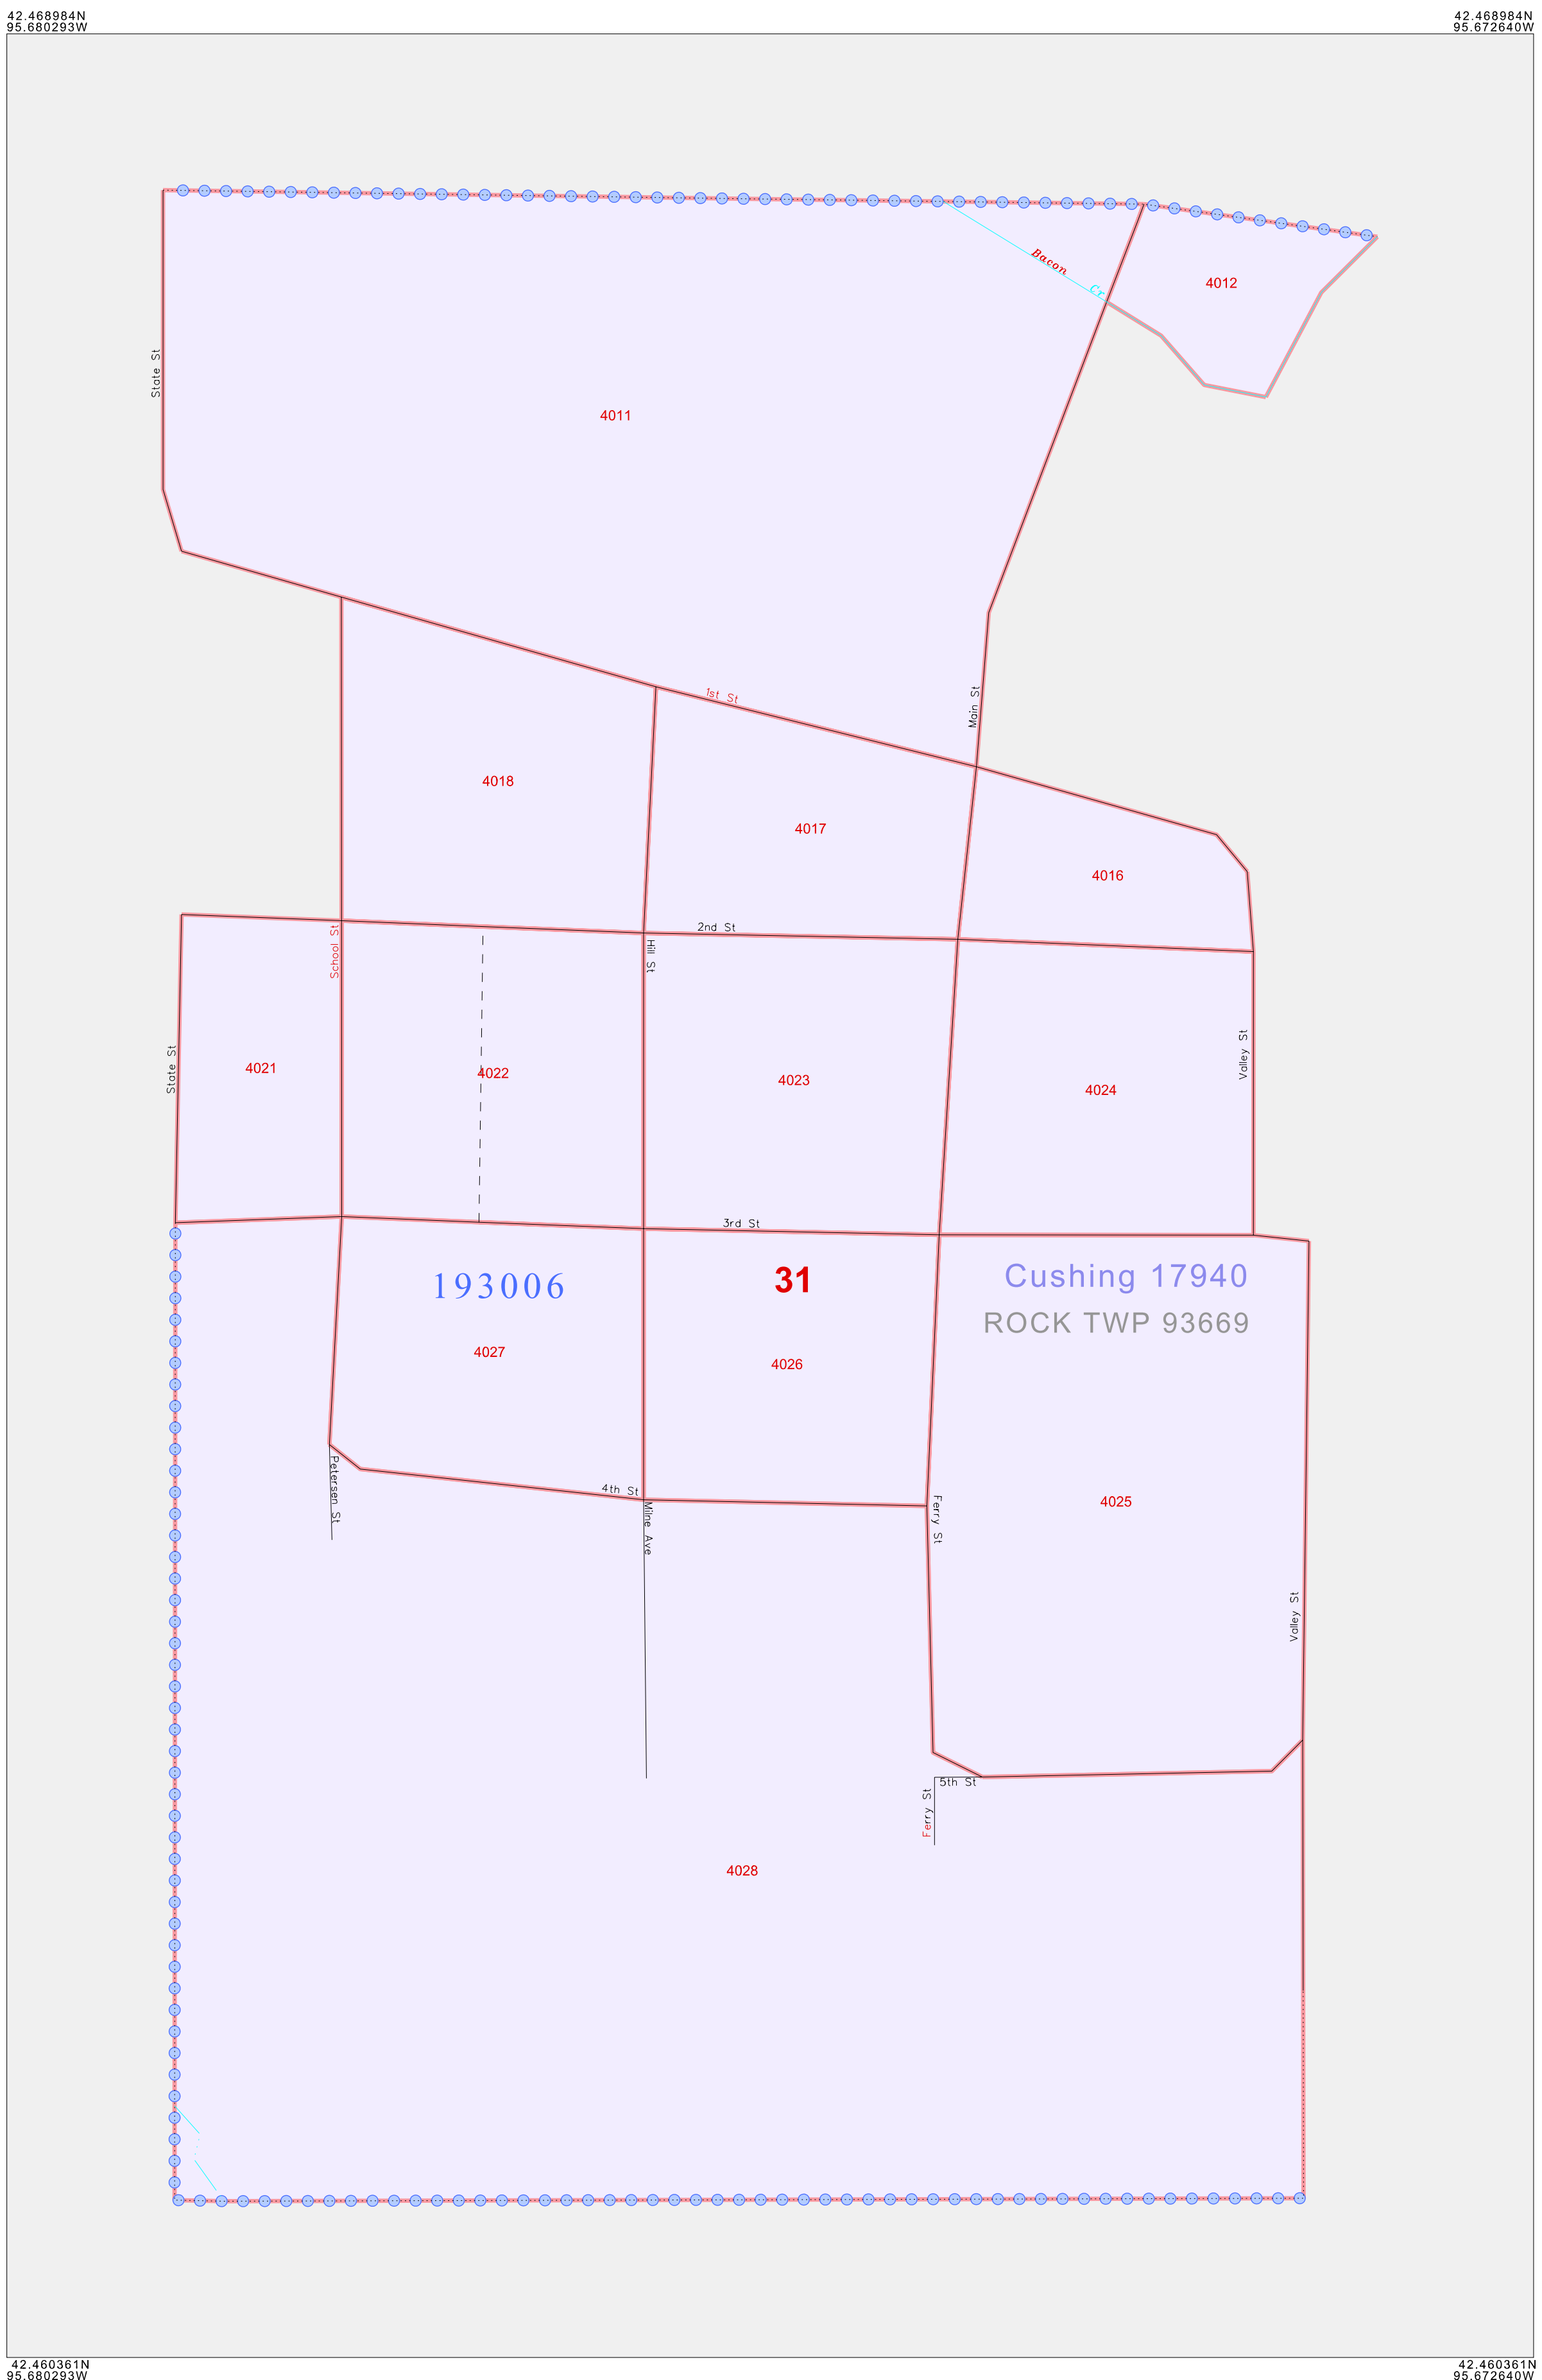 42.468984N
95.680293W
42.468984N
95.672640W
Bacon
Cr
4012
State St
4011
1st St
Main St
4018
4017
4016
2nd St
School St
Hill St
Valley St
State St
4021
4022
4023
4024
3rd St
193006
31
Cushing 17940
ROCK TWP 93669
4027
4026
Petersen St
4th St
Milne Ave
Ferry St
4025
Valley St
5th St
Ferry St
4028
42.460361N
95.680293W
42.460361N
95.672640W